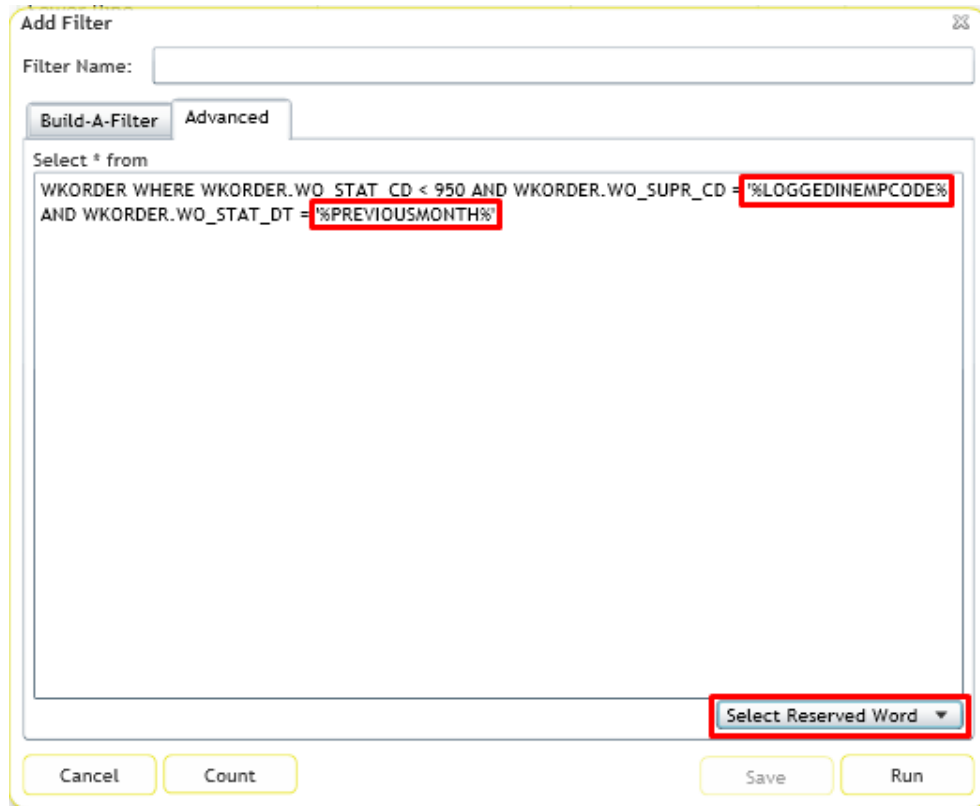 Add Filter
Filter Name:
Build-A-Filter Advanced
Select * from
WKORDER WHERE WKORDER.WO_STAT_CD < 950 AND WKORDER.WO_SUPR_CD = '%LOGGEDINEMPCODE%
AND WKORDER.WO_STAT_DT = '%PREVIOUSMONTH%'
Select Reserved Word
Cancel Count Save Run